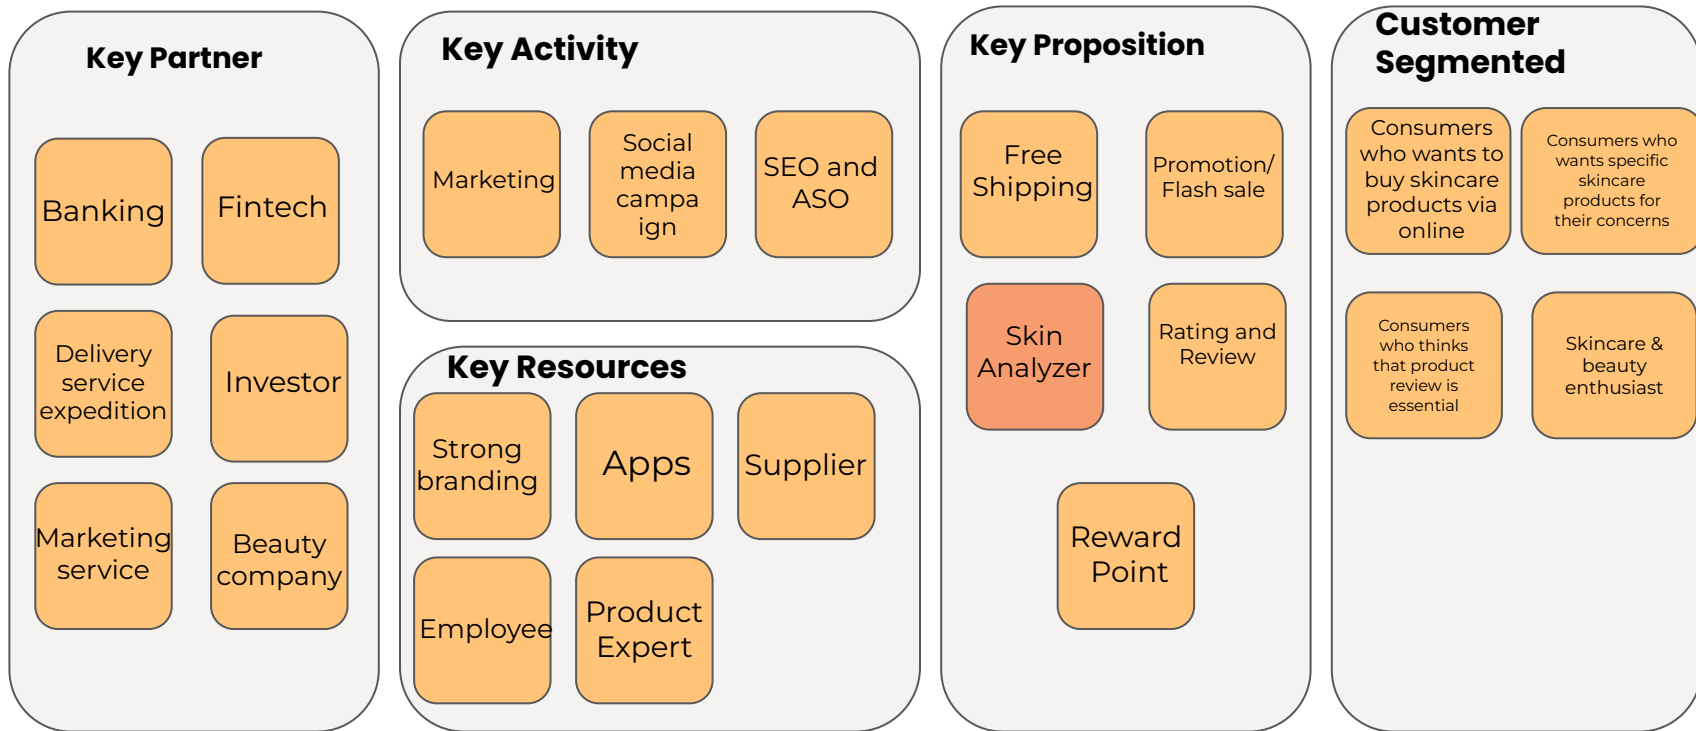 Key Partner
Banking
Fintech
Delivery
service
expedition
Investor
Marketing
service
Beauty
company
Key Activity
Marketing
Social
media
campa
ign
SEO and
ASO
Key Resources
Strong
branding
Apps
Supplier
Employee
Product
Expert
Key Proposition
Free
Shipping
Promotion/
Flash sale
Skin
Analyzer
Rating and
Review
Reward
Point
Customer
Segmented
Consumers
who wants to
buy skincare
products via
online
Consumers who
wants specific
skincare
products for
their concerns
Consumers
who thinks
that product
review is
essential
Skincare &
beauty
enthusiast